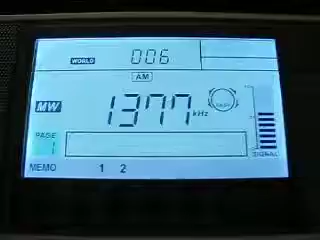 WORLD 006
AM
MW 1377 kHz
PAGE
1
SIGNAL
MEMO 1 2